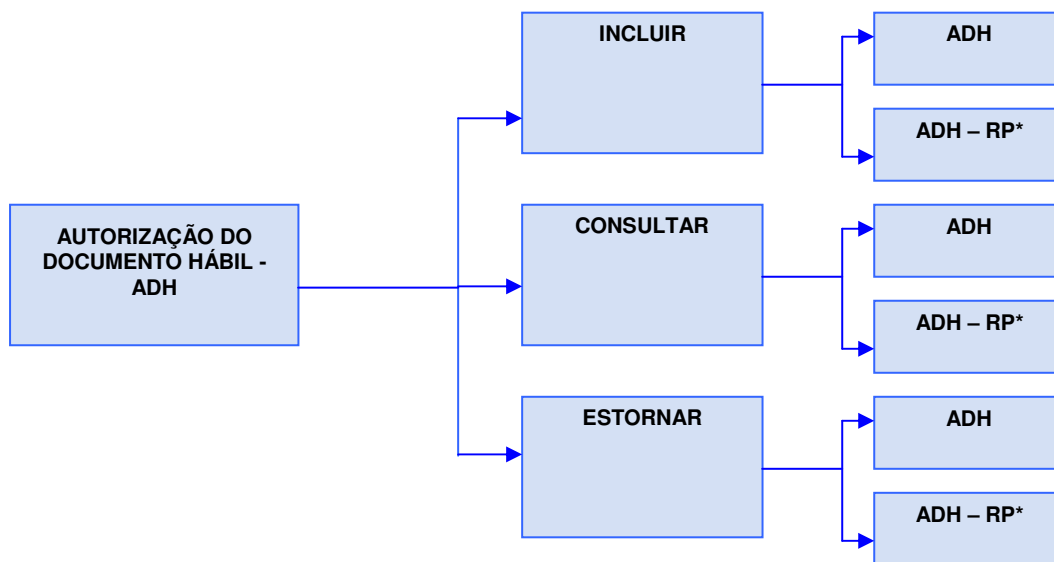 INCLUIR
ADH
ADH – RP*
AUTORIZAÇÃO DO
DOCUMENTO HÁBIL -
ADH
CONSULTAR
ADH
ADH – RP*
ESTORNAR
ADH
ADH – RP*